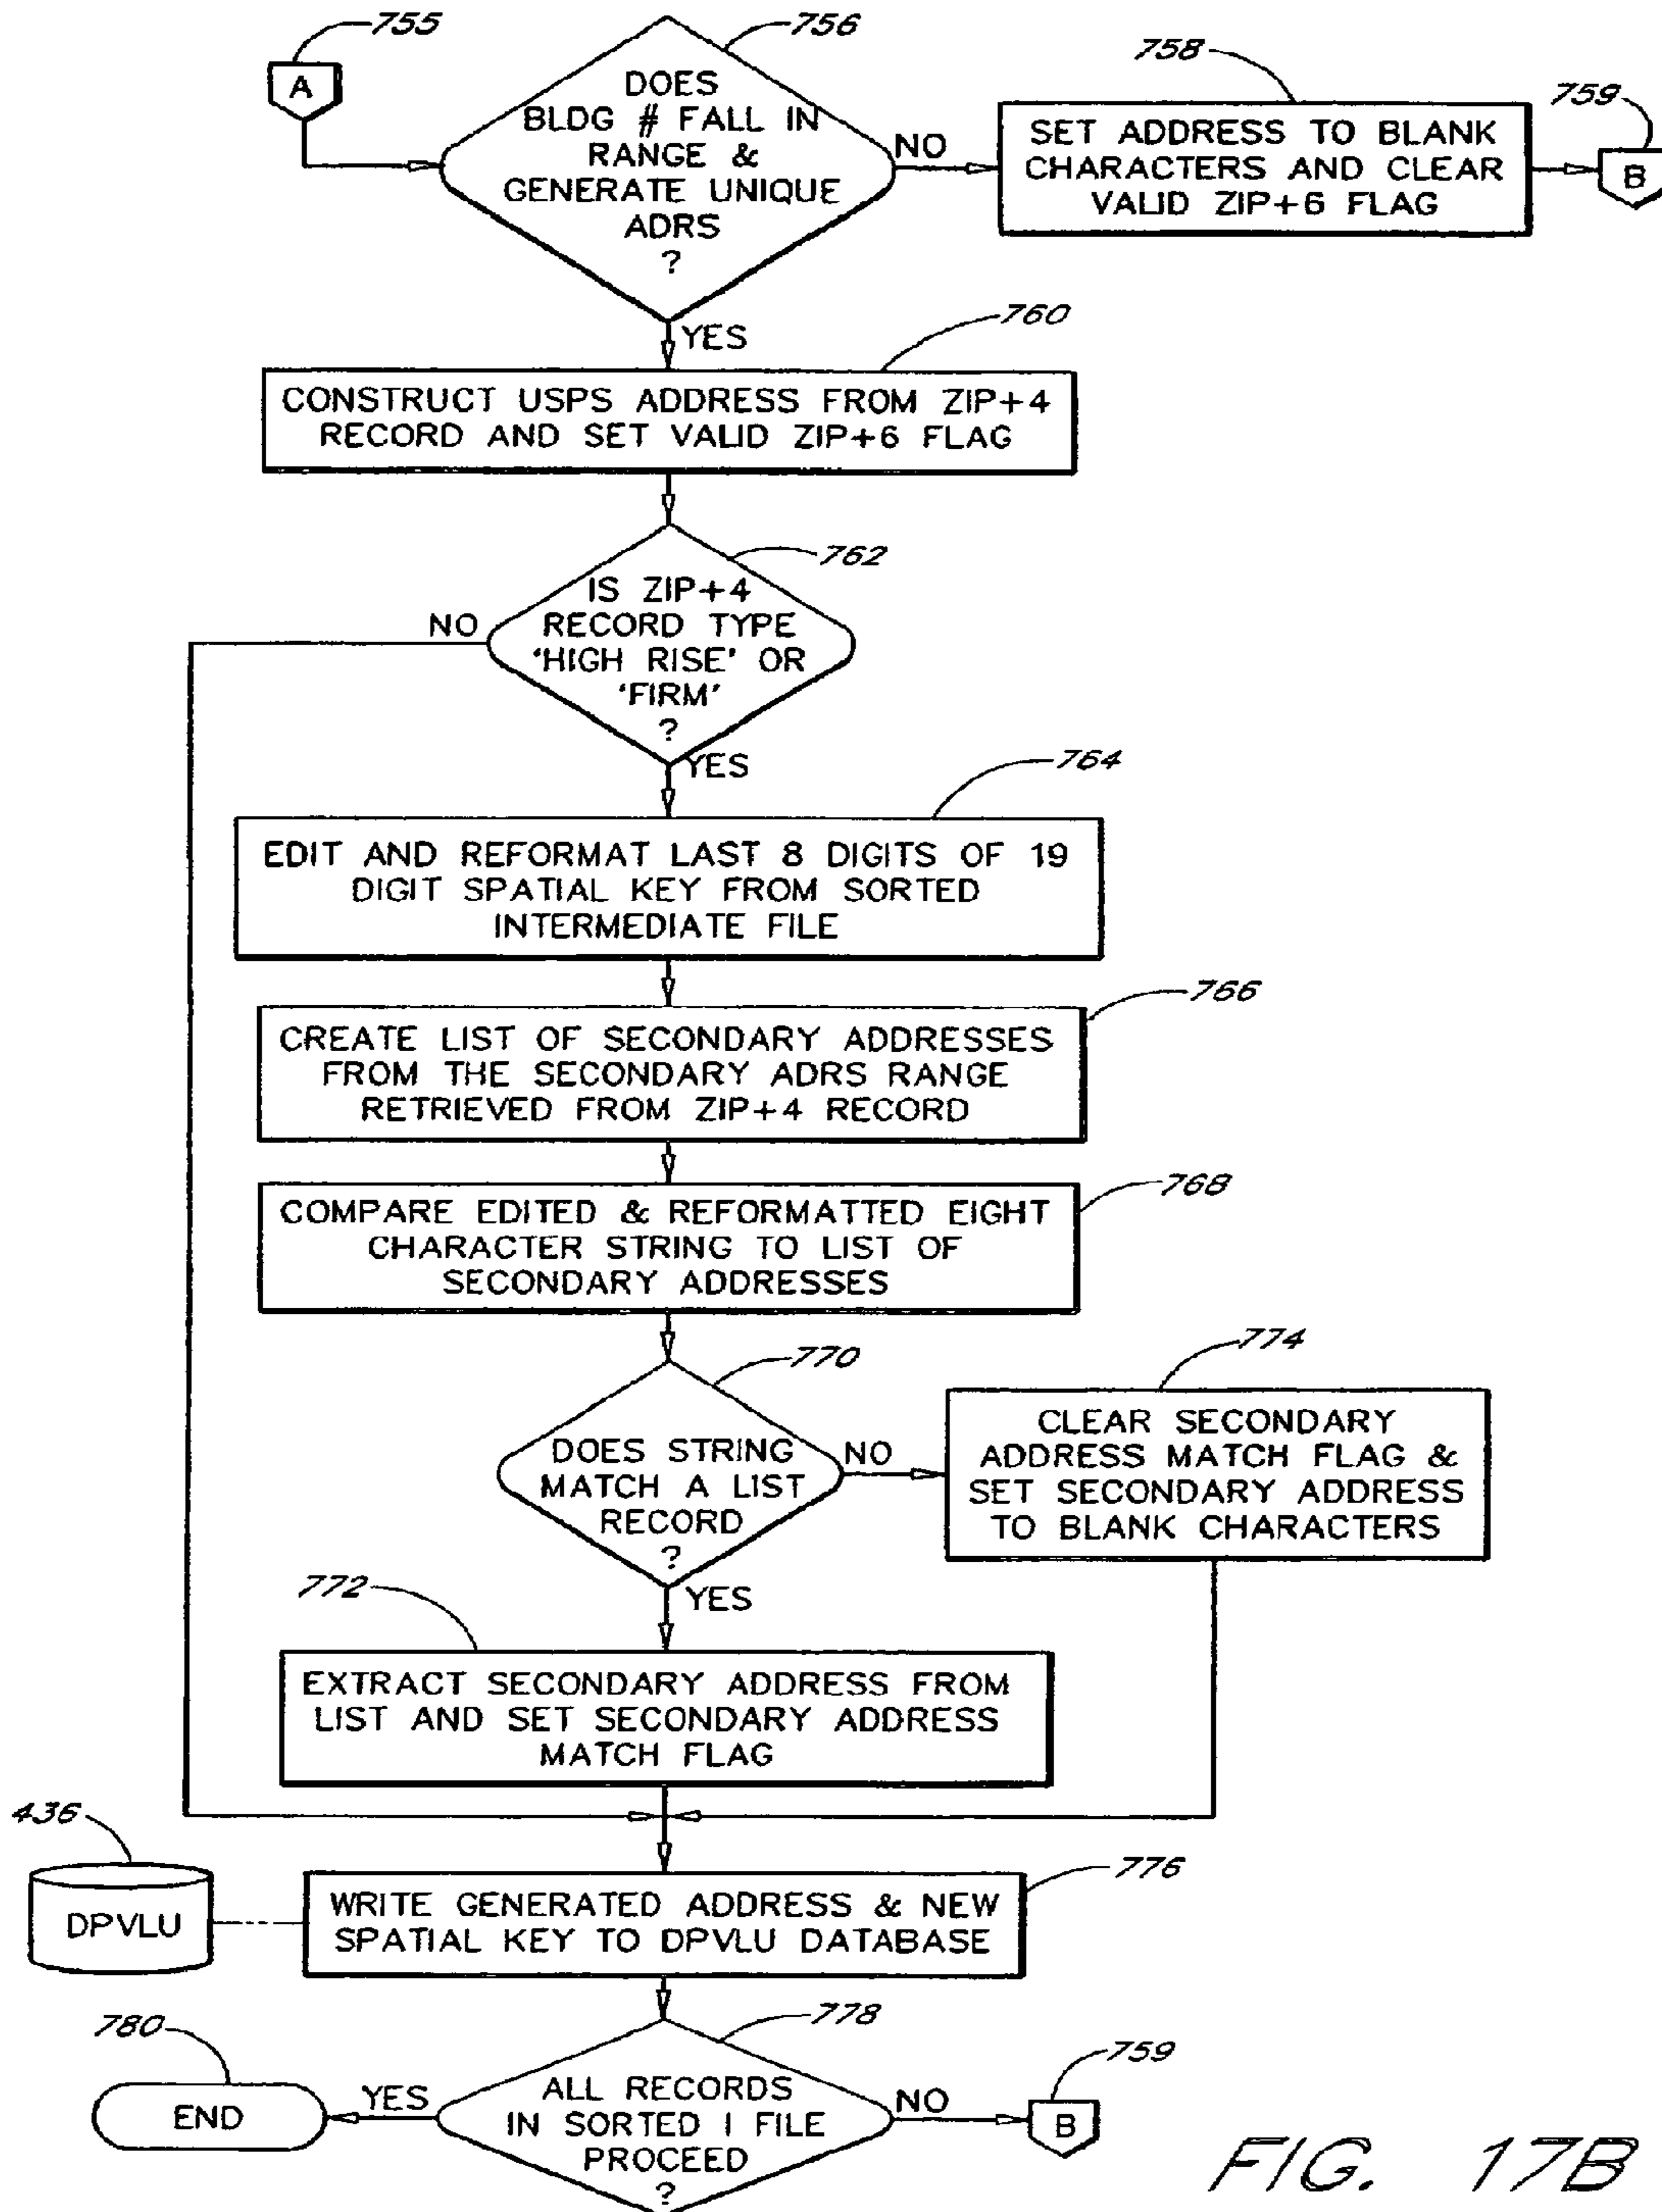 755
A
756
DOES
BLDG # FALL IN
RANGE &
GENERATE UNIQUE
ADRS
?
NO
758
SET ADDRESS TO BLANK
CHARACTERS AND CLEAR
VALID ZIP+6 FLAG
759
B
YES
760
CONSTRUCT USPS ADDRESS FROM ZIP+4
RECORD AND SET VALID ZIP+6 FLAG
762
IS ZIP+4
RECORD TYPE
'HIGH RISE' OR
'FIRM'
?
NO
YES
764
EDIT AND REFORMAT LAST 8 DIGITS OF 19
DIGIT SPATIAL KEY FROM SORTED
INTERMEDIATE FILE
766
CREATE LIST OF SECONDARY ADDRESSES
FROM THE SECONDARY ADRS RANGE
RETRIEVED FROM ZIP+4 RECORD
768
COMPARE EDITED & REFORMATTED EIGHT
CHARACTER STRING TO LIST OF
SECONDARY ADDRESSES
770
DOES STRING
MATCH A LIST
RECORD
?
NO
774
CLEAR SECONDARY
ADDRESS MATCH FLAG &
SET SECONDARY ADDRESS
TO BLANK CHARACTERS
YES
772
EXTRACT SECONDARY ADDRESS FROM
LIST AND SET SECONDARY ADDRESS
MATCH FLAG
436
DPVLU
776
WRITE GENERATED ADDRESS & NEW
SPATIAL KEY TO DPVLU DATABASE
778
ALL RECORDS
IN SORTED I FILE
PROCEED
?
YES
780
END
NO
759
B
FIG. 17B